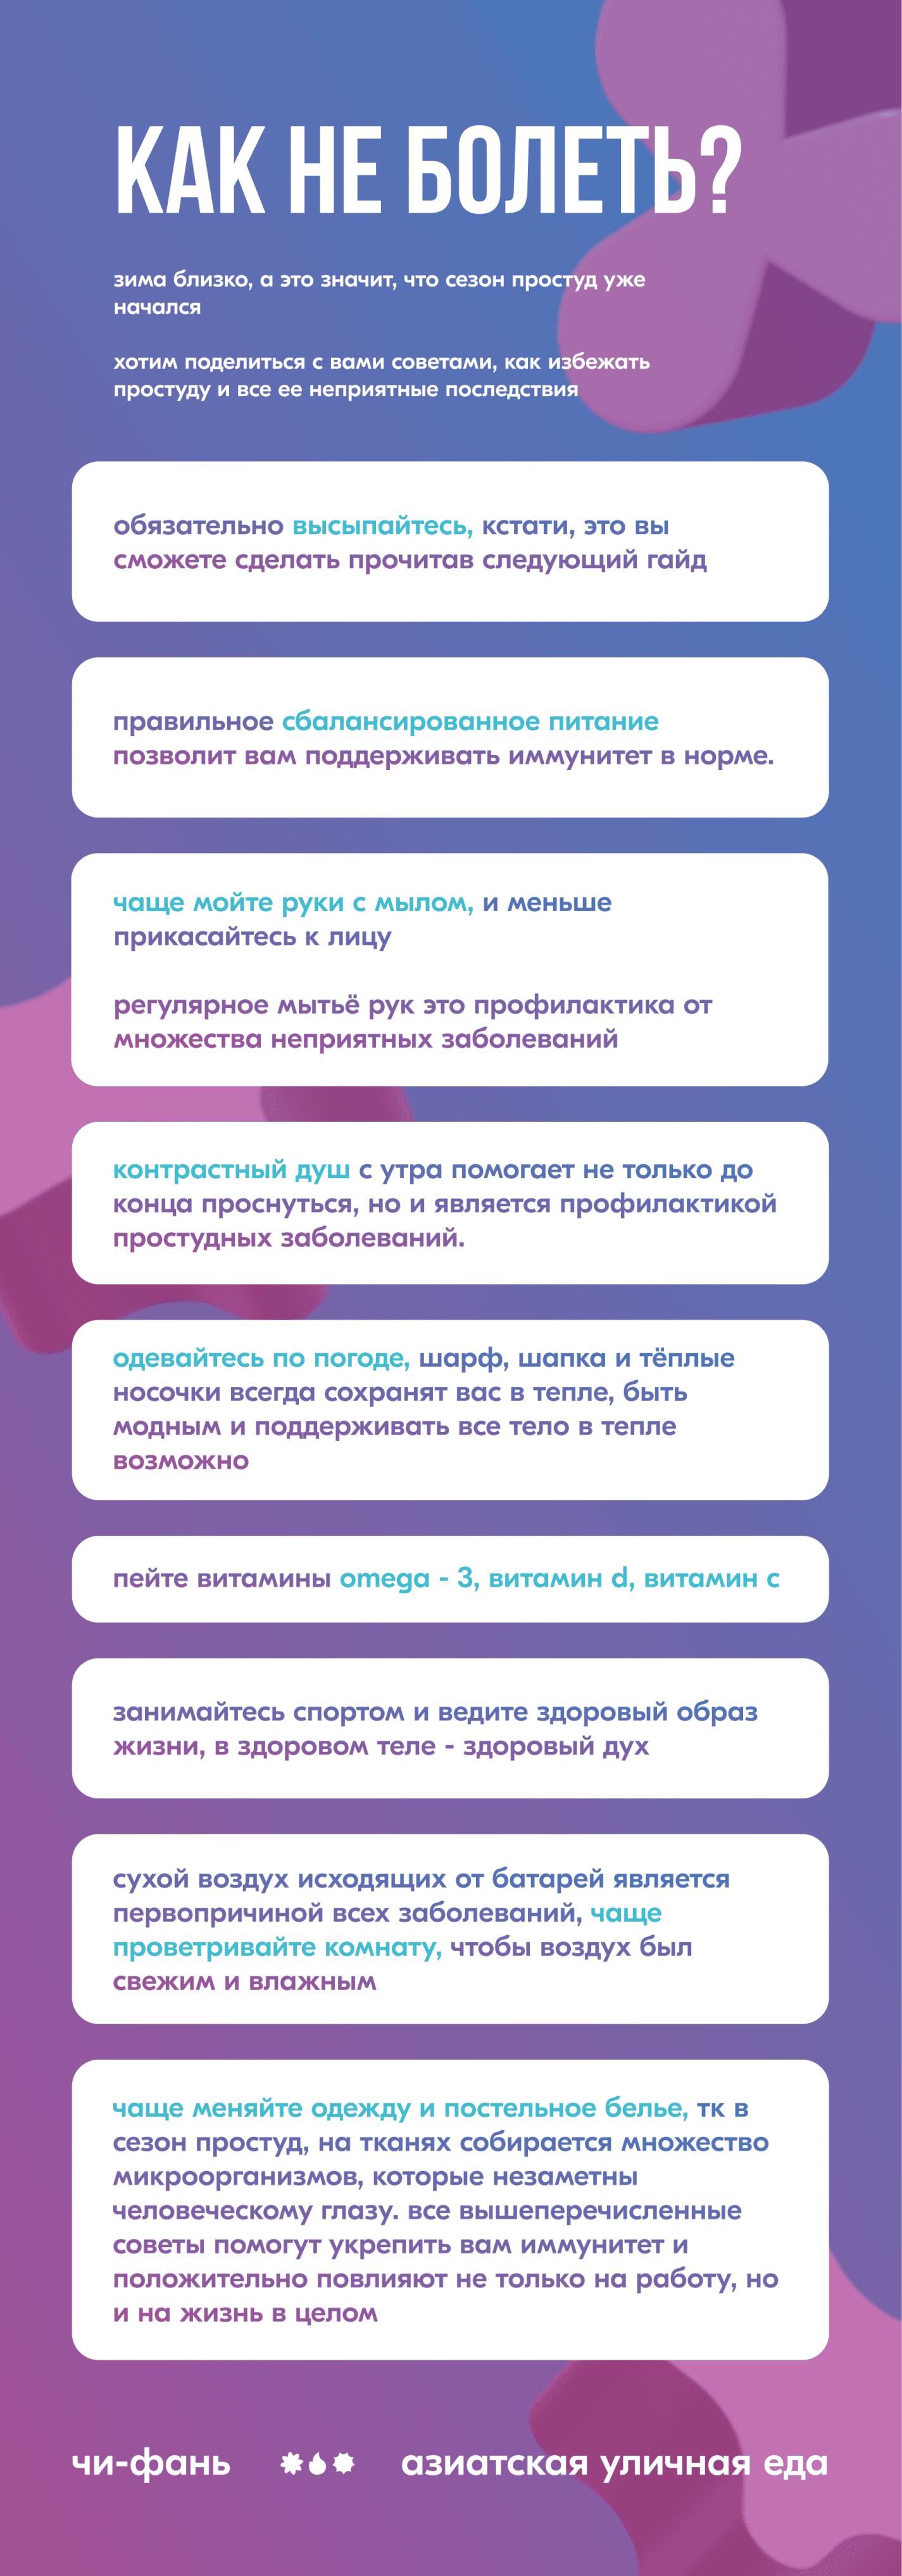 КАК НЕ БОЛЕТЬ?
зима близко, а это значит, что сезон простуд уже
начался
хотим поделиться с вами советами, как избежать
простуду и все ее неприятные последствия
обязательно высыпайтесь, кстати, это вы
сможете сделать прочитав следующий гайд
правильное сбалансированное питание
позволит вам поддерживать иммунитет в норме.
чаще мойте руки с мылом, и меньше
прикасайтесь к лицу
регулярное мытьё рук это профилактика от
множества неприятных заболеваний
контрастный душ с утра помогает не только до
конца проснуться, но и является профилактикой
простудных заболеваний.
одевайтесь по погоде, шарф, шапка и тёплые
носочки всегда сохранят вас в тепле, быть
модным и поддерживать все тело в тепле
возможно
пейте витамины omega - 3, витамин d, витамин c
занимайтесь спортом и ведите здоровый образ
жизни, в здоровом теле - здоровый дух
сухой воздух исходящих от батарей является
первопричиной всех заболеваний, чаще
проветривайте комнату, чтобы воздух был
свежим и влажным
чаще меняйте одежду и постельное белье, тк в
сезон простуд, на тканях собирается множество
микроорганизмов, которые незаметны
человеческому глазу. все вышеперечисленные
советы помогут укрепить вам иммунитет и
положительно повлияют не только на работу, но
и на жизнь в целом
чи-фань азиатская уличная еда